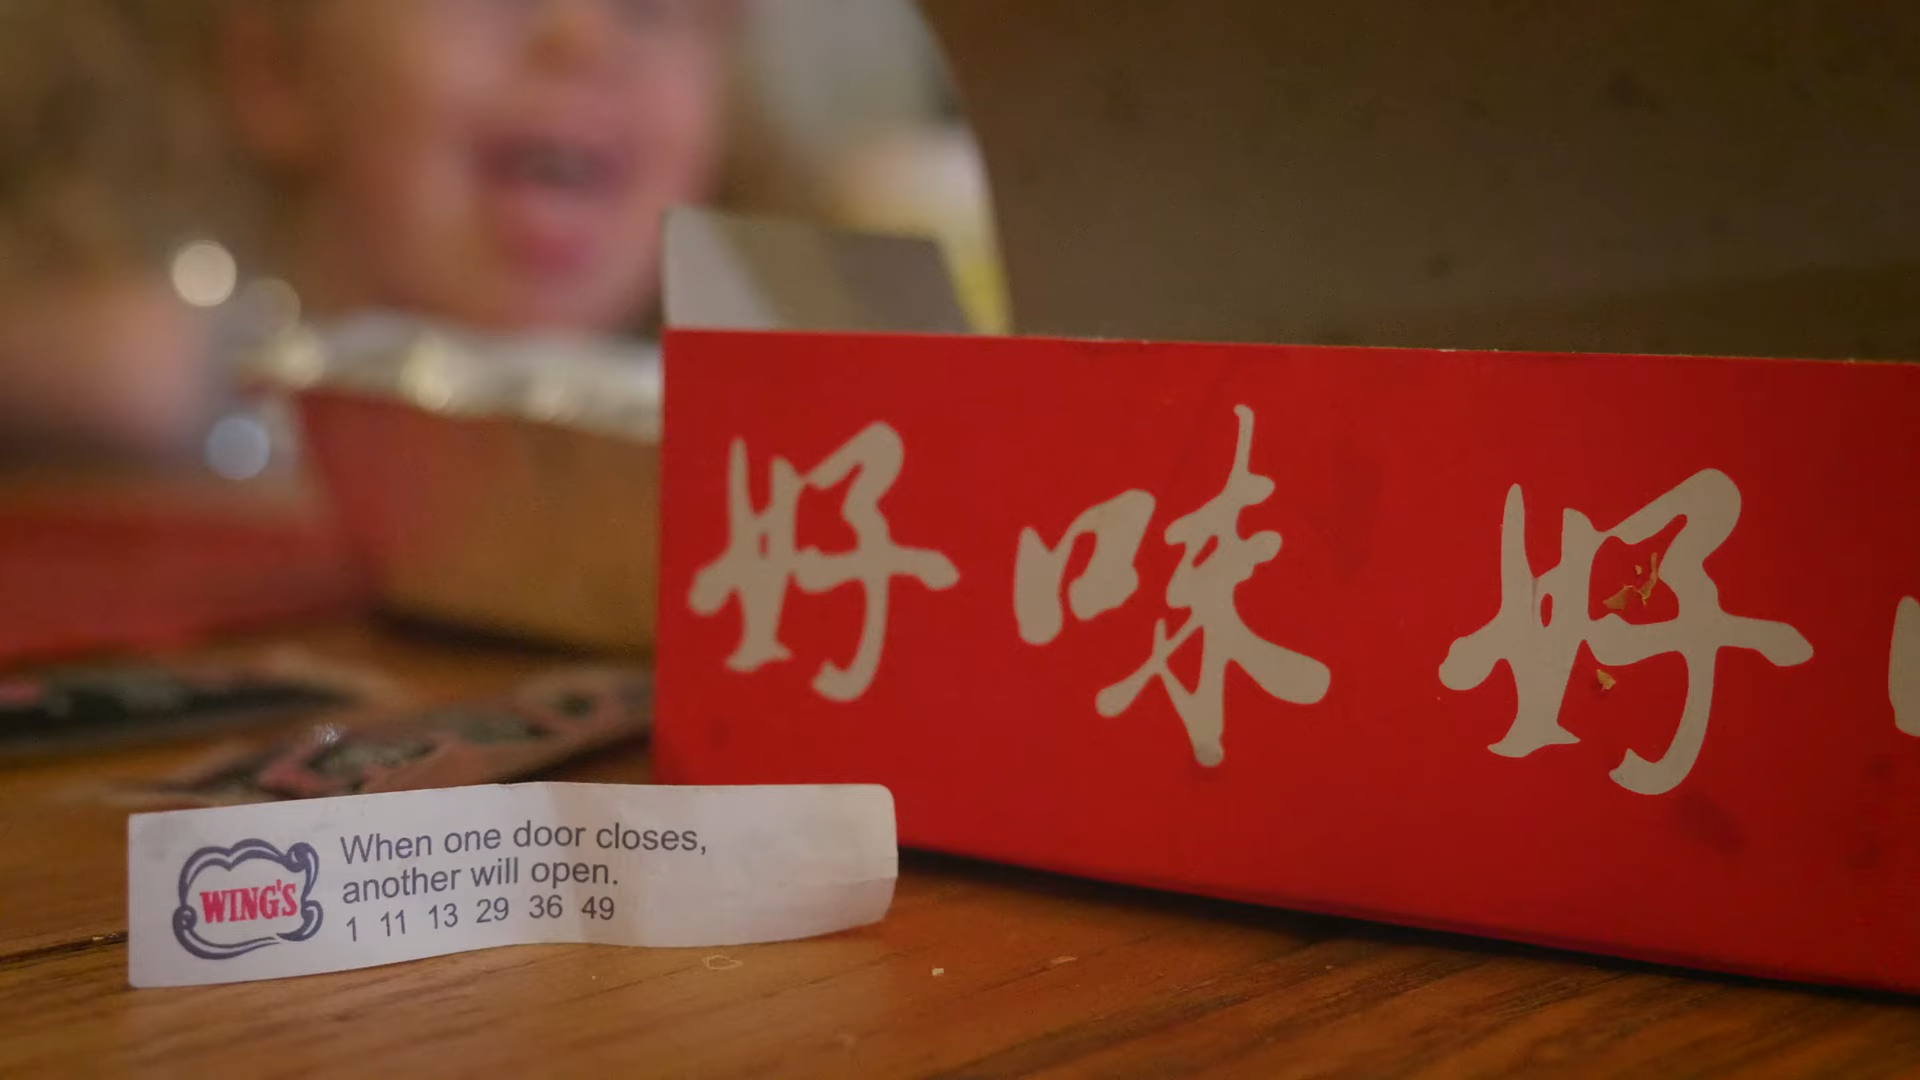 好味好
WING'S
When one door closes,
another will open.
1 11 13 29 36 49